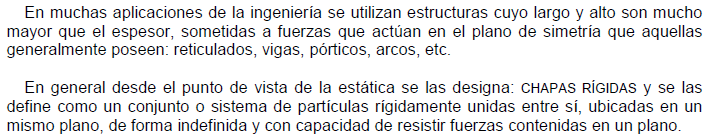 En muchas aplicaciones de la ingeniería se utilizan estructuras cuyo largo y alto son mucho
mayor que el espesor, sometidas a fuerzas que actúan en el plano de simetría que aquellas
generalmente poseen: reticulados, vigas, pórticos, arcos, etc.
En general desde el punto de vista de la estática se las designa: CHAPAS RÍGIDAS y se las
define como un conjunto o sistema de partículas rígidamente unidas entre sí, ubicadas en un
mismo plano, de forma indefinida y con capacidad de resistir fuerzas contenidas en un plano.